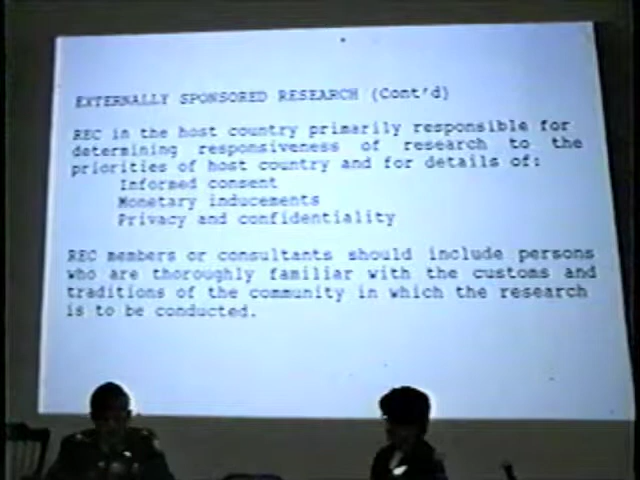 EXTERNALLY SPONSORED RESEARCH (Cont'd)
REC in the host country primarily responsible for
determining responsiveness of research to the
priorities of host country and for details of:
Informed consent
Monetary inducements
Privacy and confidentiality
REC members or consultants should include persons
who are thoroughly familiar with the customs and
traditions of the community in which the research
is to be conducted.